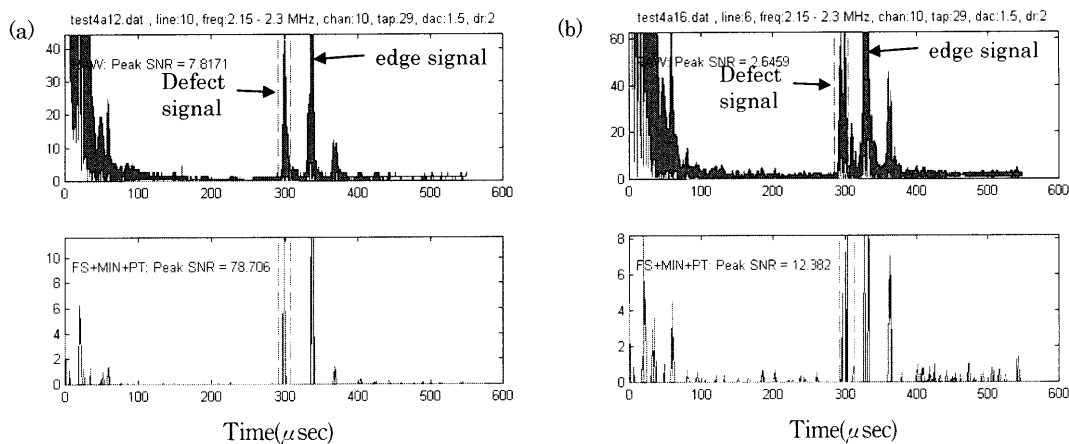 (a)
test4a12.dat , line:10, freq:2.15 - 2.3 MHz, chan:10, tap:29, dac:1.5, dr:2
40
30
20
10
0
Peak SNR = 7.8171
Defect signal
edge signal
0 100 200 300 400 500 600
10
8
6
4
2
0
FS+MIN+PT: Peak SNR = 78.706
0 100 200 300 400 500 600
Time(μsec)
(b)
test4a16.dat , line:6, freq:2.15 - 2.3 MHz, chan:10, tap:29, dac:1.5, dr:2
60
40
20
0
Peak SNR = 2.6459
Defect signal
edge signal
0 100 200 300 400 500 600
8
6
4
2
0
FS+MIN+PT: Peak SNR = 12.382
0 100 200 300 400 500 600
Time(μsec)